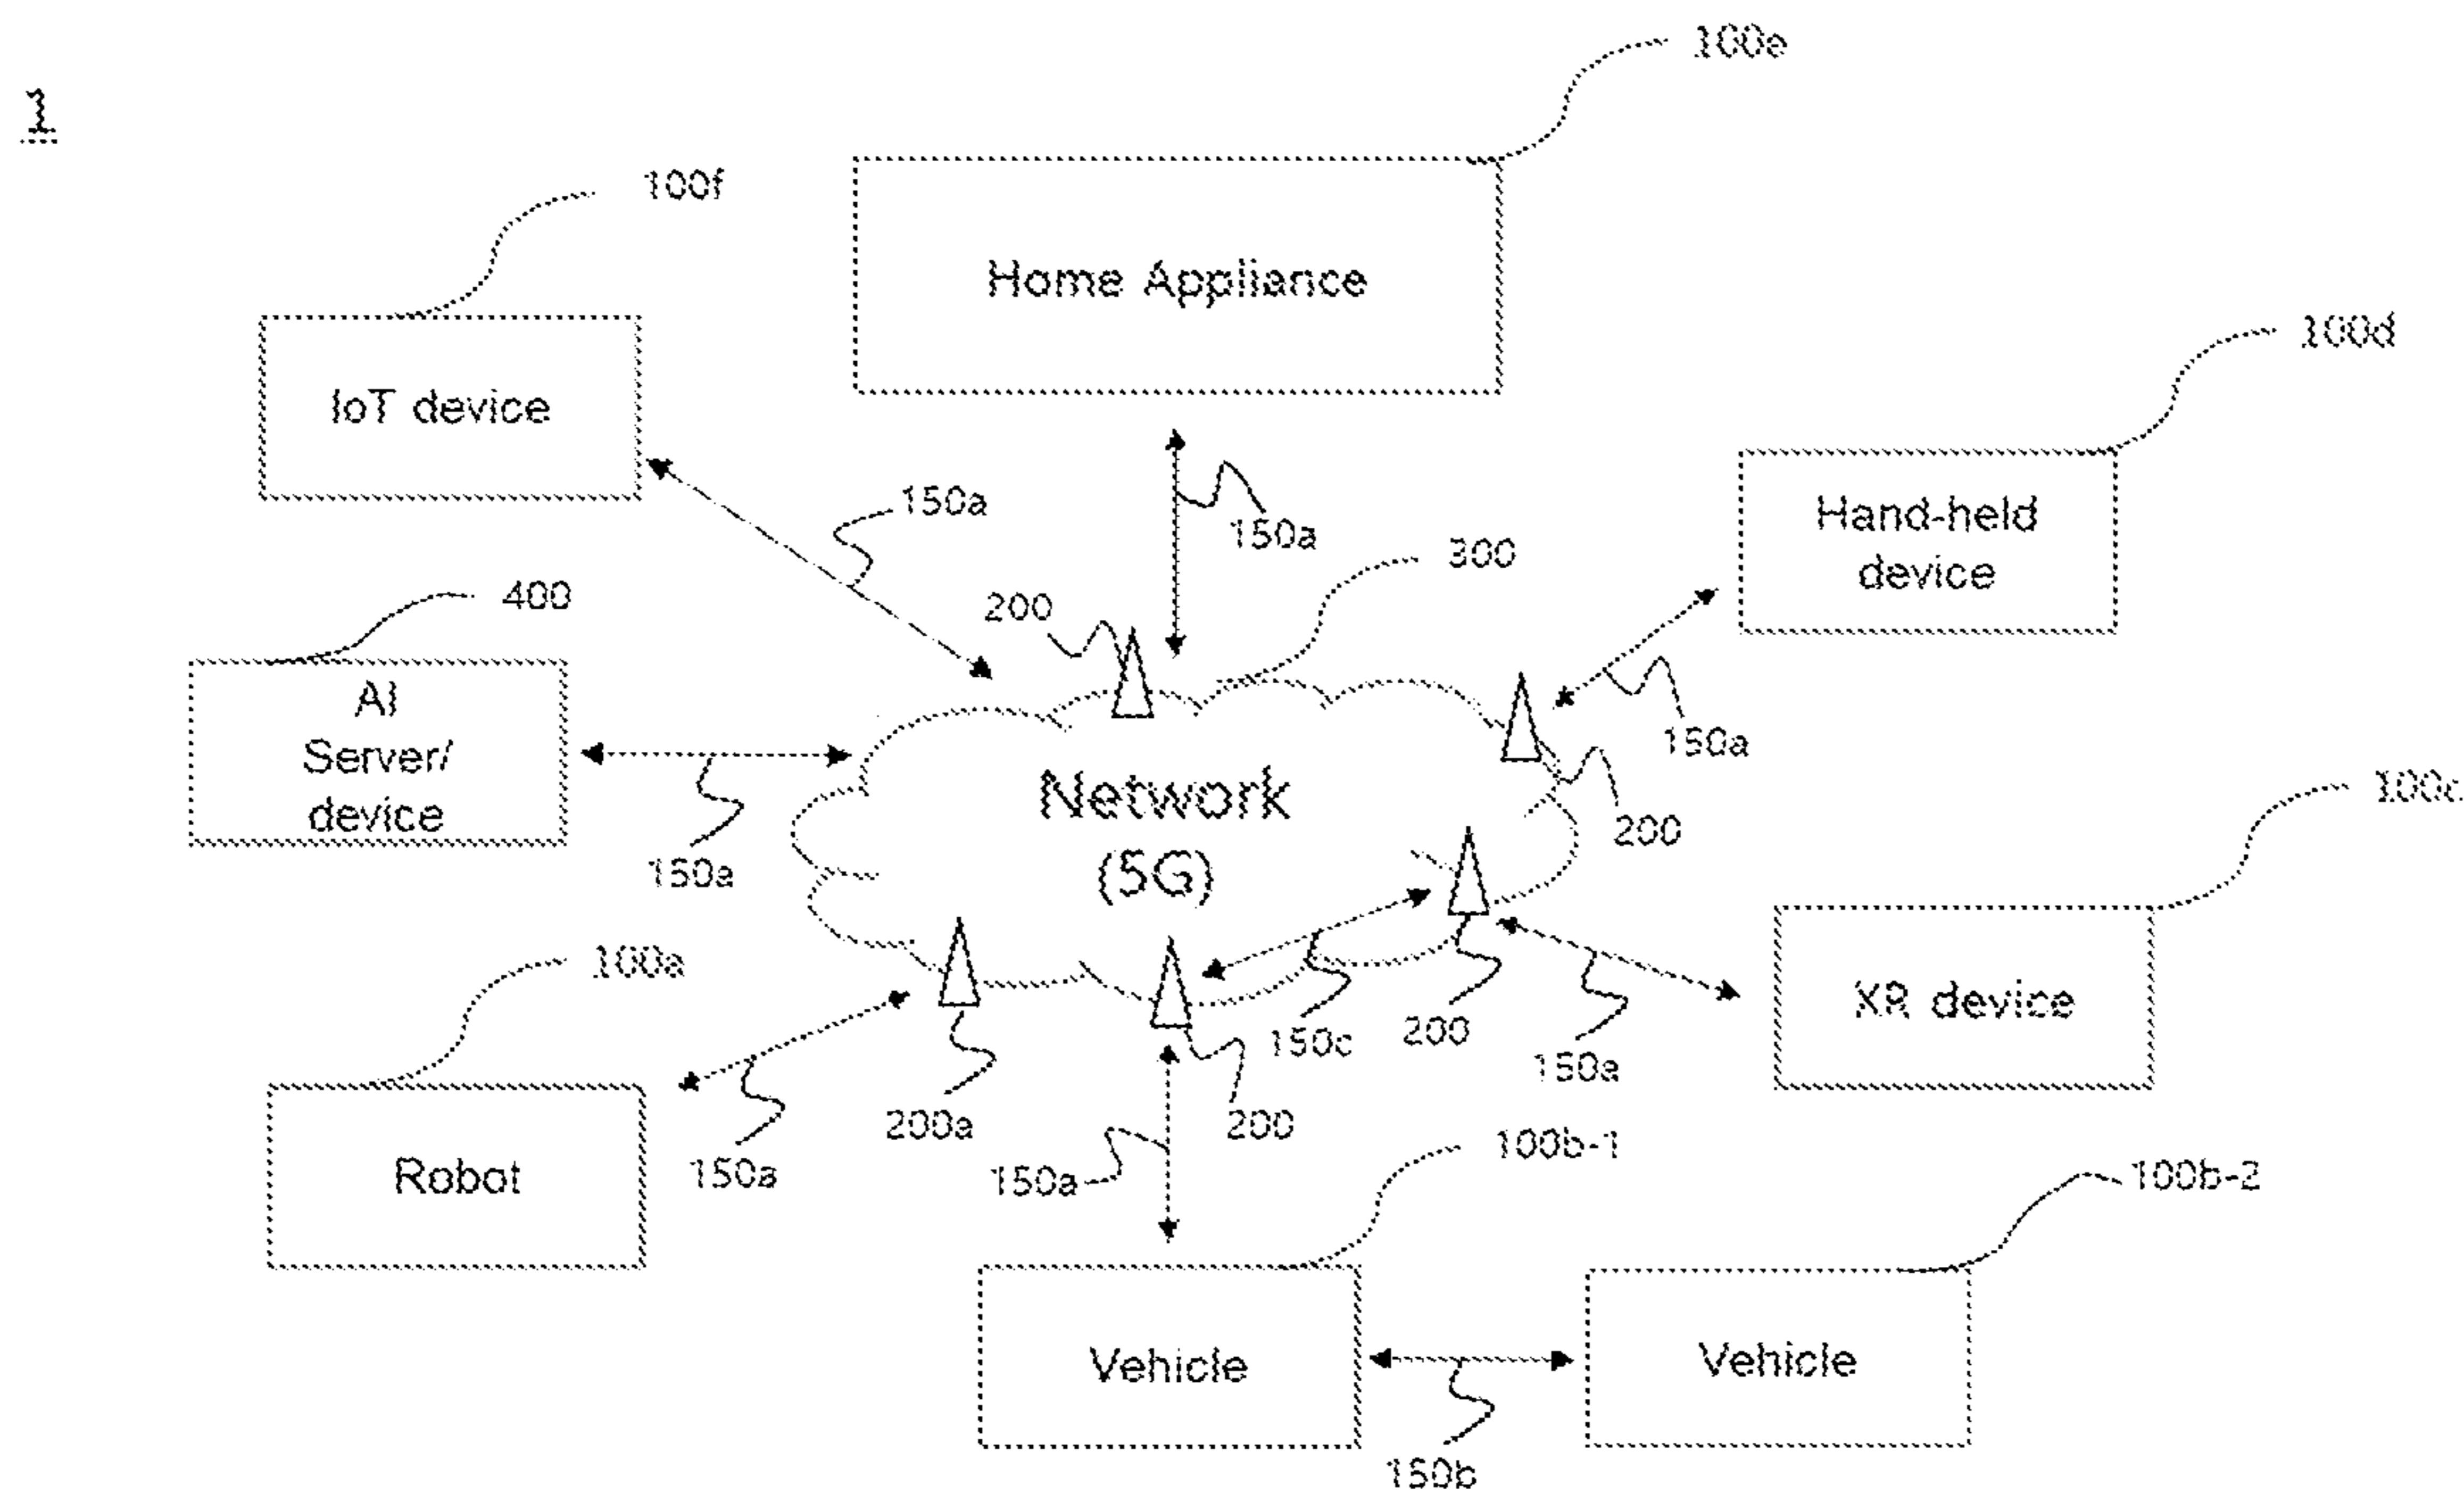 1
100e
100f
Home Appliance
100d
IoT device
150a
150a
Hand-held
device
300
400
200
AI
Server/
device
150a
Network
(5G)
200
100c
150a
100a
XR device
150c
200
150a
200a
200
Robot
150a
150a
100b-1
100b-2
Vehicle
Vehicle
150b